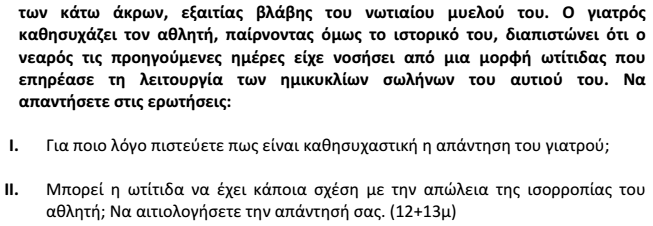 των κάτω άκρων, εξαιτίας βλάβης του νωτιαίου μυελού του. Ο γιατρός
καθησυχάζει τον αθλητή, παίρνοντας όμως το ιστορικό του, διαπιστώνει ότι ο
νεαρός τις προηγούμενες ημέρες είχε νοσήσει από μια μορφή ωτίτιδας που
επηρέασε τη λειτουργία των ημικυκλίων σωλήνων του αυτιού του. Να
απαντήσετε στις ερωτήσεις:
I. Για ποιο λόγο πιστεύετε πως είναι καθησυχαστική η απάντηση του γιατρού;
II. Μπορεί η ωτίτιδα να έχει κάποια σχέση με την απώλεια της ισορροπίας του
αθλητή; Να αιτιολογήσετε την απάντησή σας. (12+13μ)